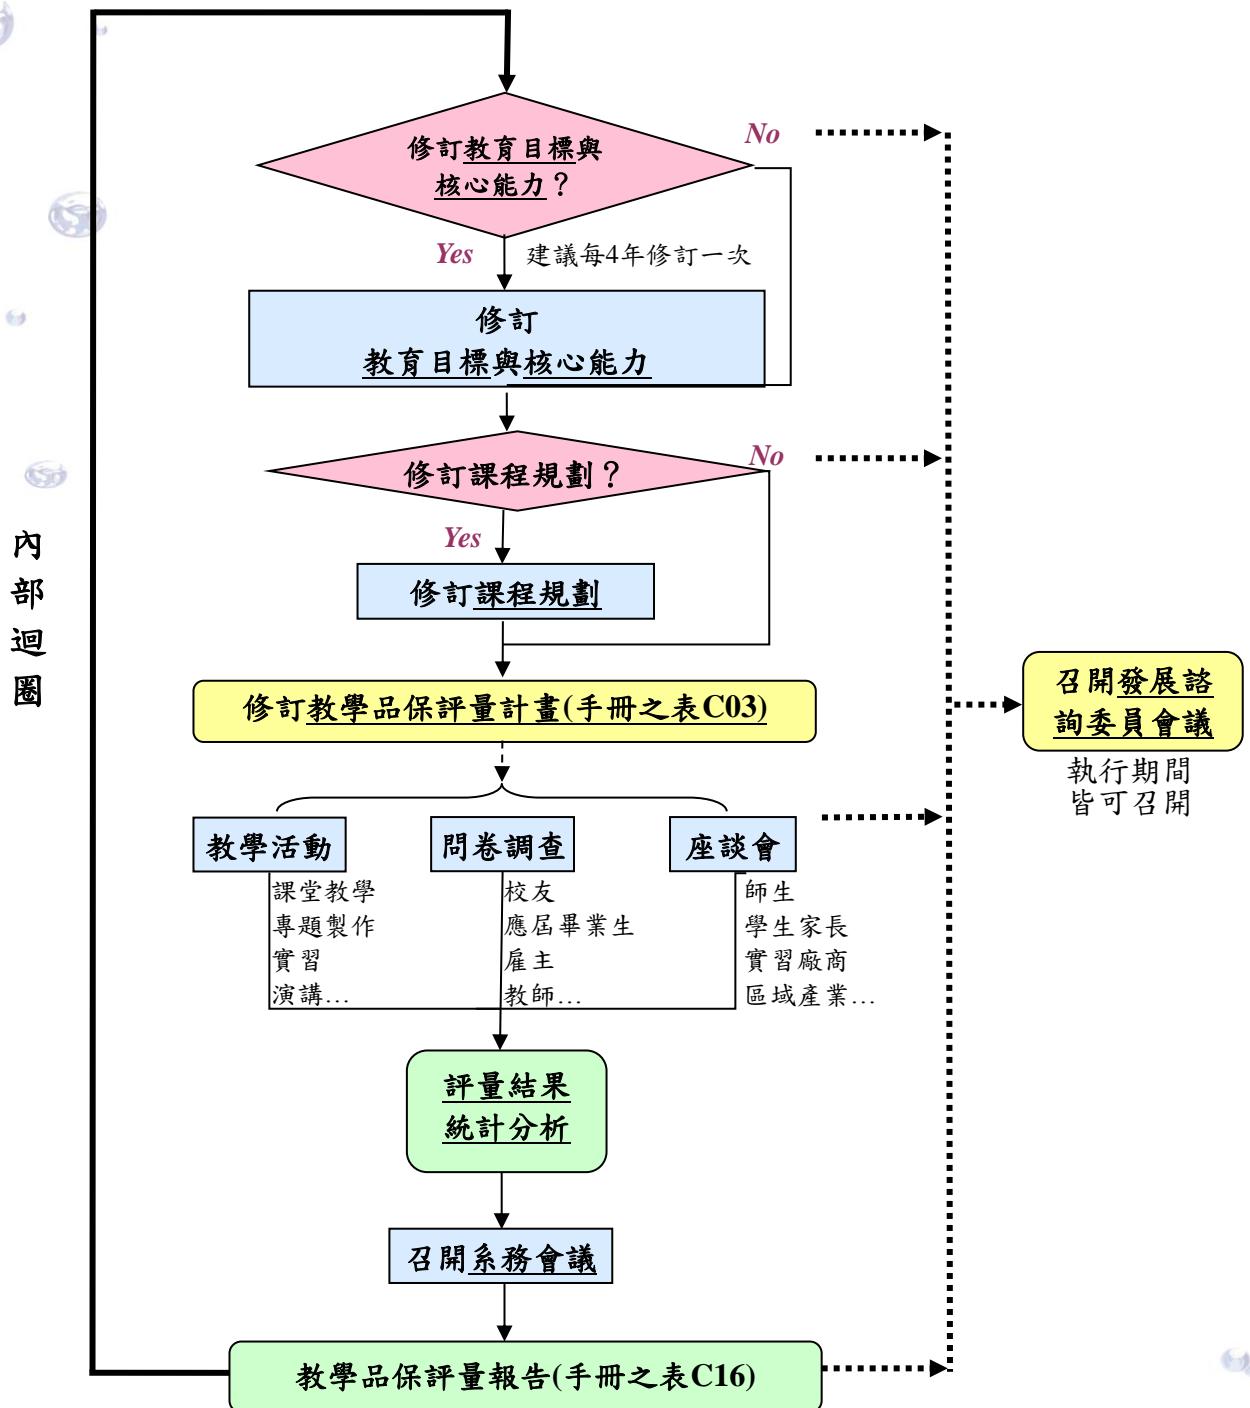 修訂教育目標與
核心能力？
No
Yes
建議每4年修訂一次
修訂
教育目標與核心能力
修訂課程規劃？
No
Yes
修訂課程規劃
內
部
迴
圈
修訂教學品保評量計畫(手冊之表C03)
召開發展諮
詢委員會議
執行期間
皆可召開
教學活動
課堂教學
專題製作
實習
演講…
問卷調查
校友
應屆畢業生
雇主
教師…
座談會
師生
學生家長
實習廠商
區域產業…
評量結果
統計分析
召開系務會議
教學品保評量報告(手冊之表C16)